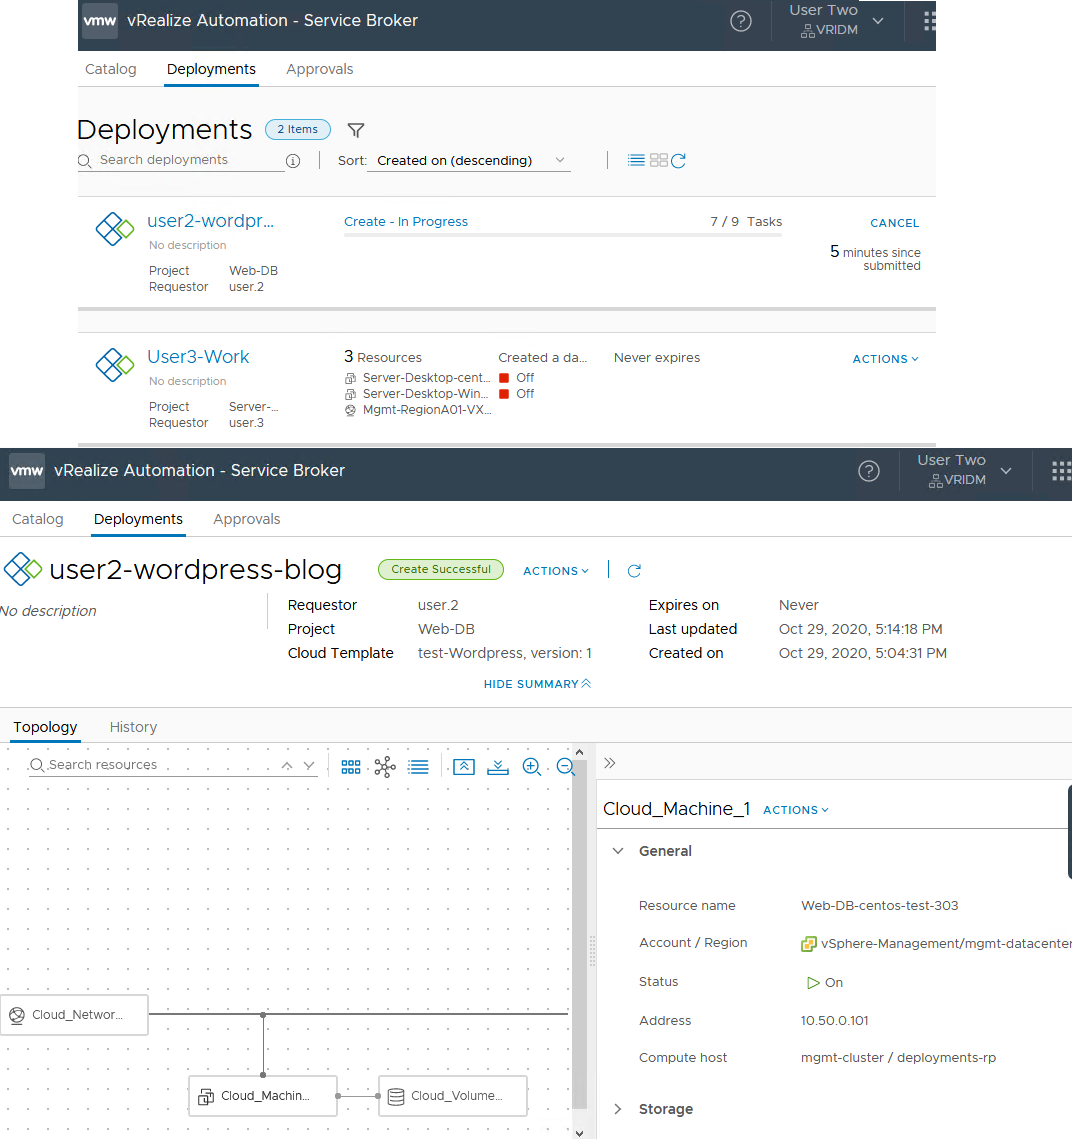 vmw vRealize Automation - Service Broker ? User Two
VRIDM
Catalog Deployments Approvals
Deployments 2 Items
Search deployments Sort: Created on (descending)
user2-wordpr... Create - In Progress 7 / 9 Tasks CANCEL
No description 5 minutes since
submitted
Project Web-DB
Requestor user.2
User3-Work 3 Resources Created a da... Never expires ACTIONS
No description Server-Desktop-cent... Off
Server-Desktop-Win... Off
Project Server-... Mgmt-RegionA01-VX...
Requestor user.3
vmw vRealize Automation - Service Broker ? User Two
VRIDM
Catalog Deployments Approvals
user2-wordpress-blog Create Successful ACTIONS
No description
Requestor user.2 Expires on Never
Project Web-DB Last updated Oct 29, 2020, 5:14:18 PM
Cloud Template test-Wordpress, version: 1 Created on Oct 29, 2020, 5:04:31 PM
HIDE SUMMARY
Topology History
Search resources
Cloud_Machine_1 ACTIONS
General
Resource name Web-DB-centos-test-303
Account / Region vSphere-Management/mgmt-datacenter
Status On
Address 10.50.0.101
Compute host mgmt-cluster / deployments-rp
Storage
Cloud_Networ...
Cloud_Machin... Cloud_Volume...